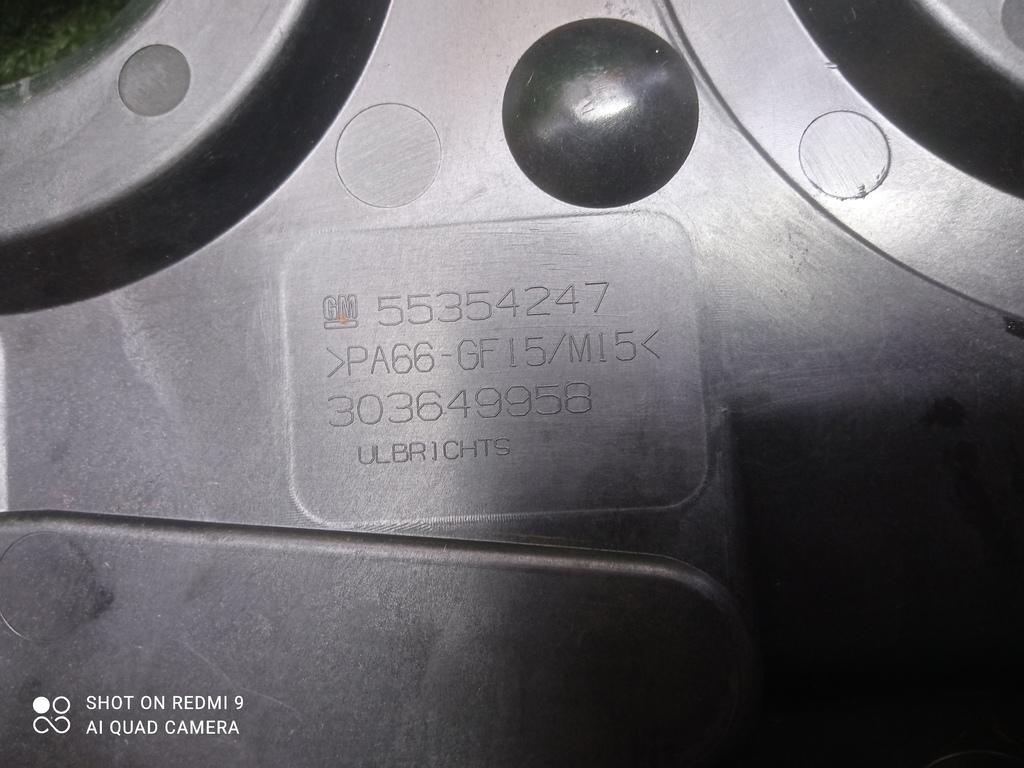 GM 55354247
>PA66-GF15/M15<
303649958
ULBRICHTS
SHOT ON REDMI 9
AI QUAD CAMERA